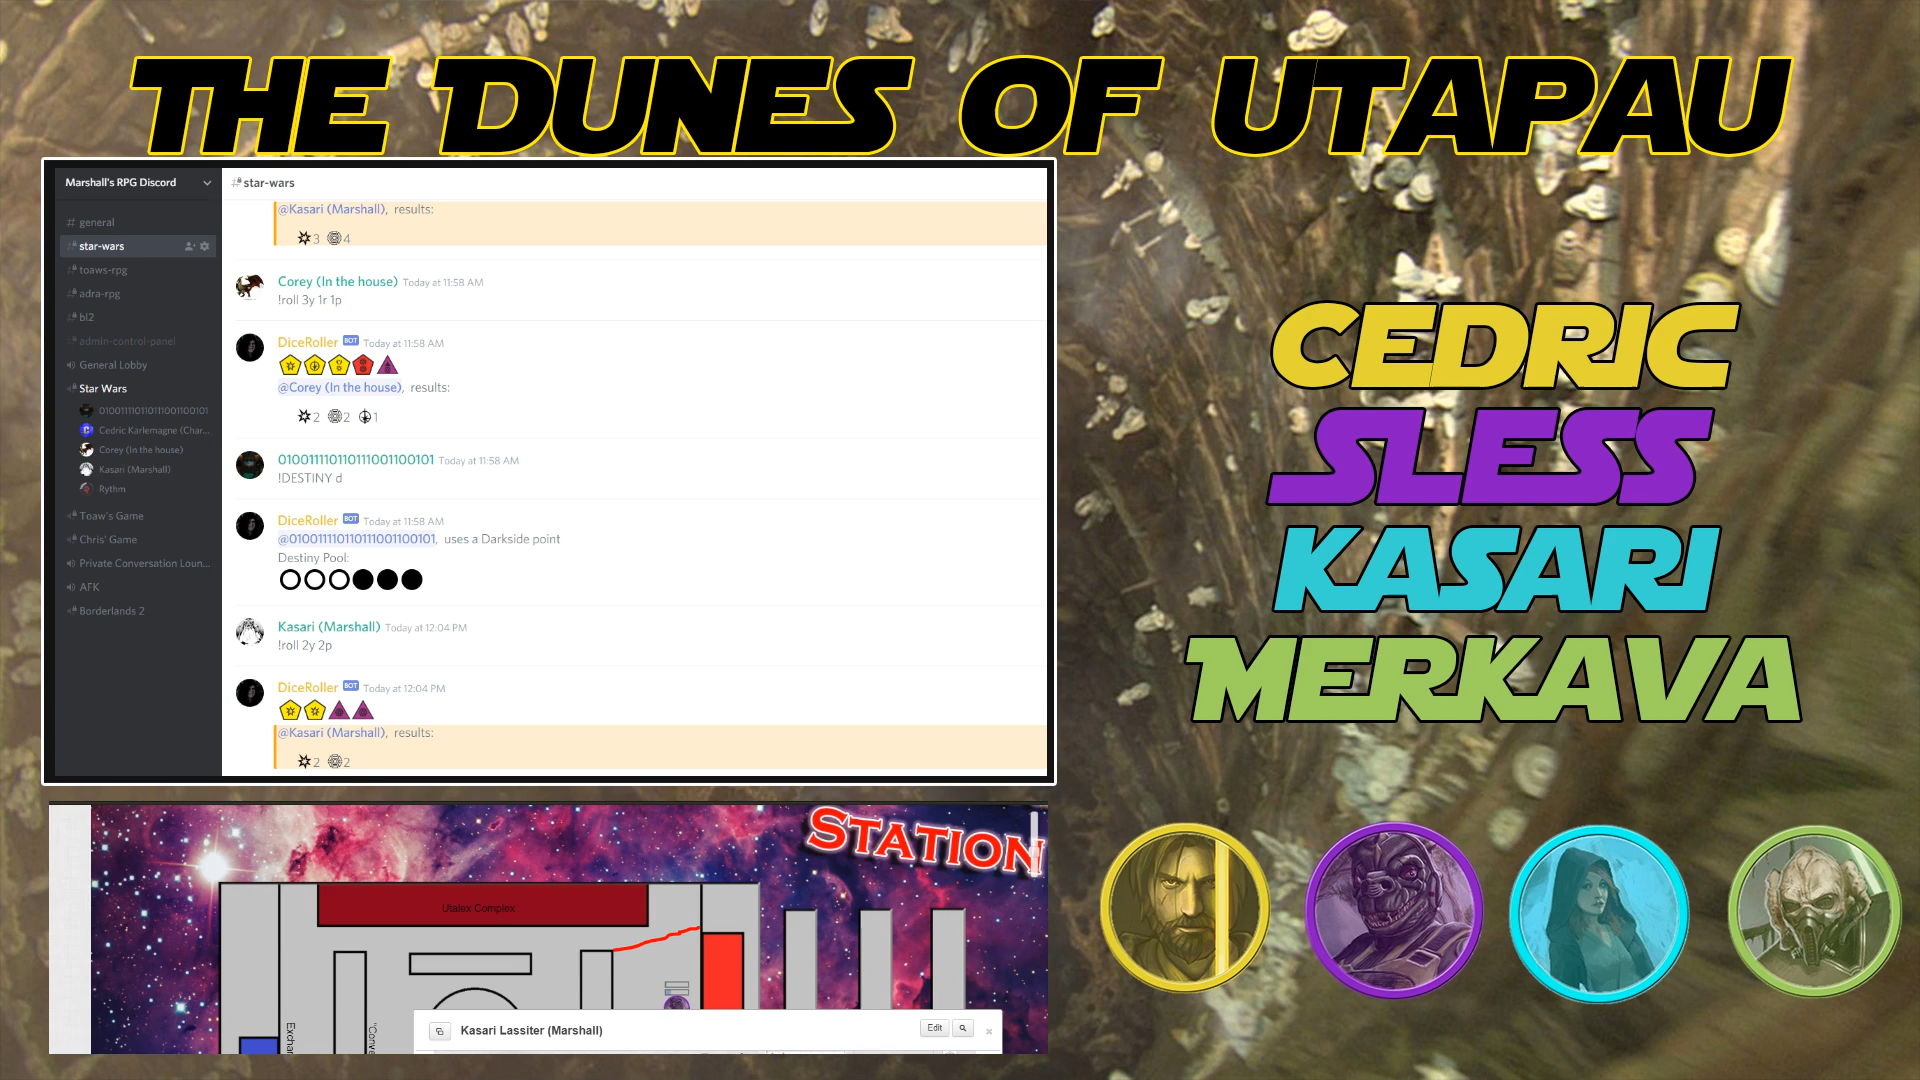 THE DUNES OF UTAPAU
Marshall's RPG Discord
# general
star-wars
toaws-rpg
adra-rpg
bl2
admin-control-panel
General Lobby
Star Wars
Cedric Karlemagne (Char...
Corey (In the house)
Kasari (Marshall)
Rythm
Toaw's Game
Chris' Game
Private Conversation Loun...
AFK
Borderlands 2
star-wars
@Kasari (Marshall), results:
3 4
Corey (In the house) Today at 11:58 AM
!roll 3y 1r 1p
DiceRoller BOT Today at 11:58 AM
@Corey (In the house), results:
2 2 1
Today at 11:58 AM
!DESTINY d
DiceRoller BOT Today at 11:58 AM
uses a Darkside point
Destiny Pool:
Kasari (Marshall) Today at 12:04 PM
!roll 2y 2p
DiceRoller BOT Today at 12:04 PM
@Kasari (Marshall), results:
2 2
CEDRIC
SLESS
KASARI
MERKAVA
STATION
Utalex Complex
Kasari Lassiter (Marshall)
Edit